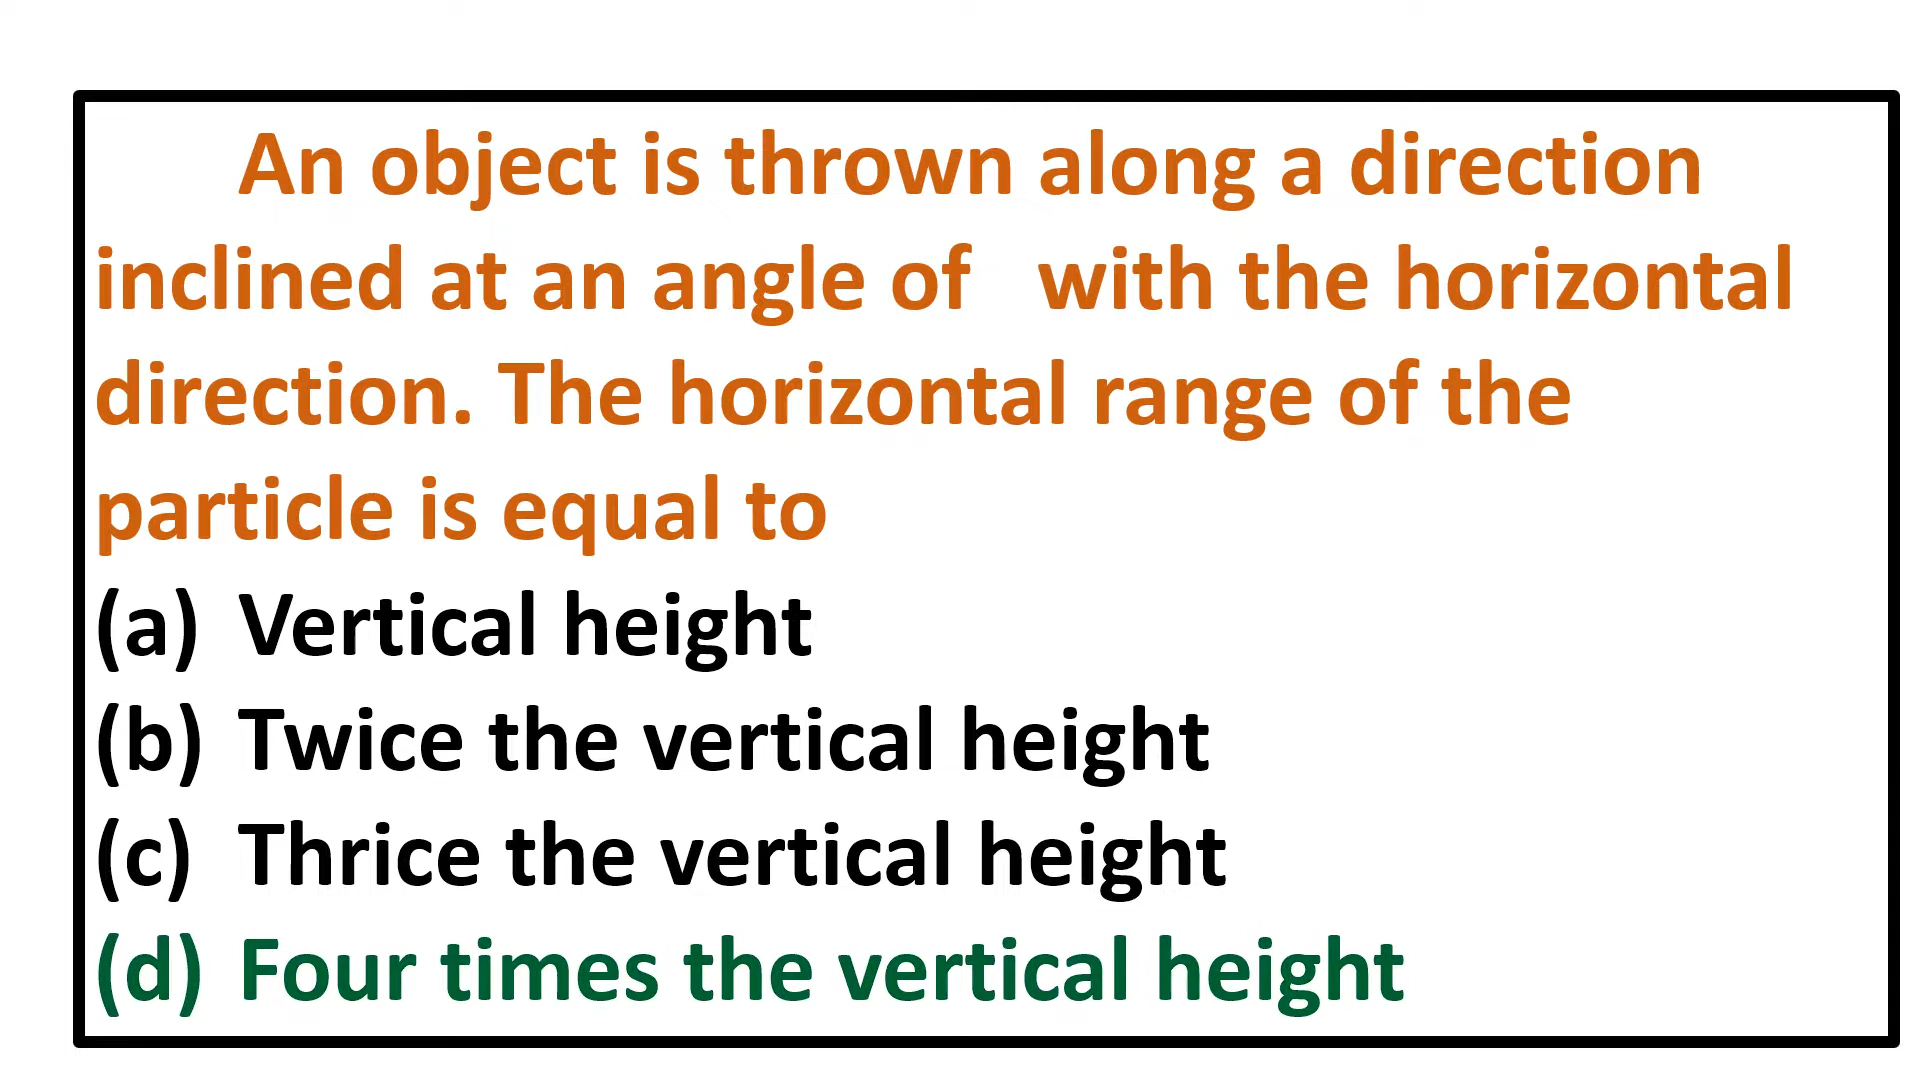 An object is thrown along a direction
inclined at an angle of   with the horizontal
direction. The horizontal range of the
particle is equal to
(a) Vertical height
(b) Twice the vertical height
(c) Thrice the vertical height
(d) Four times the vertical height